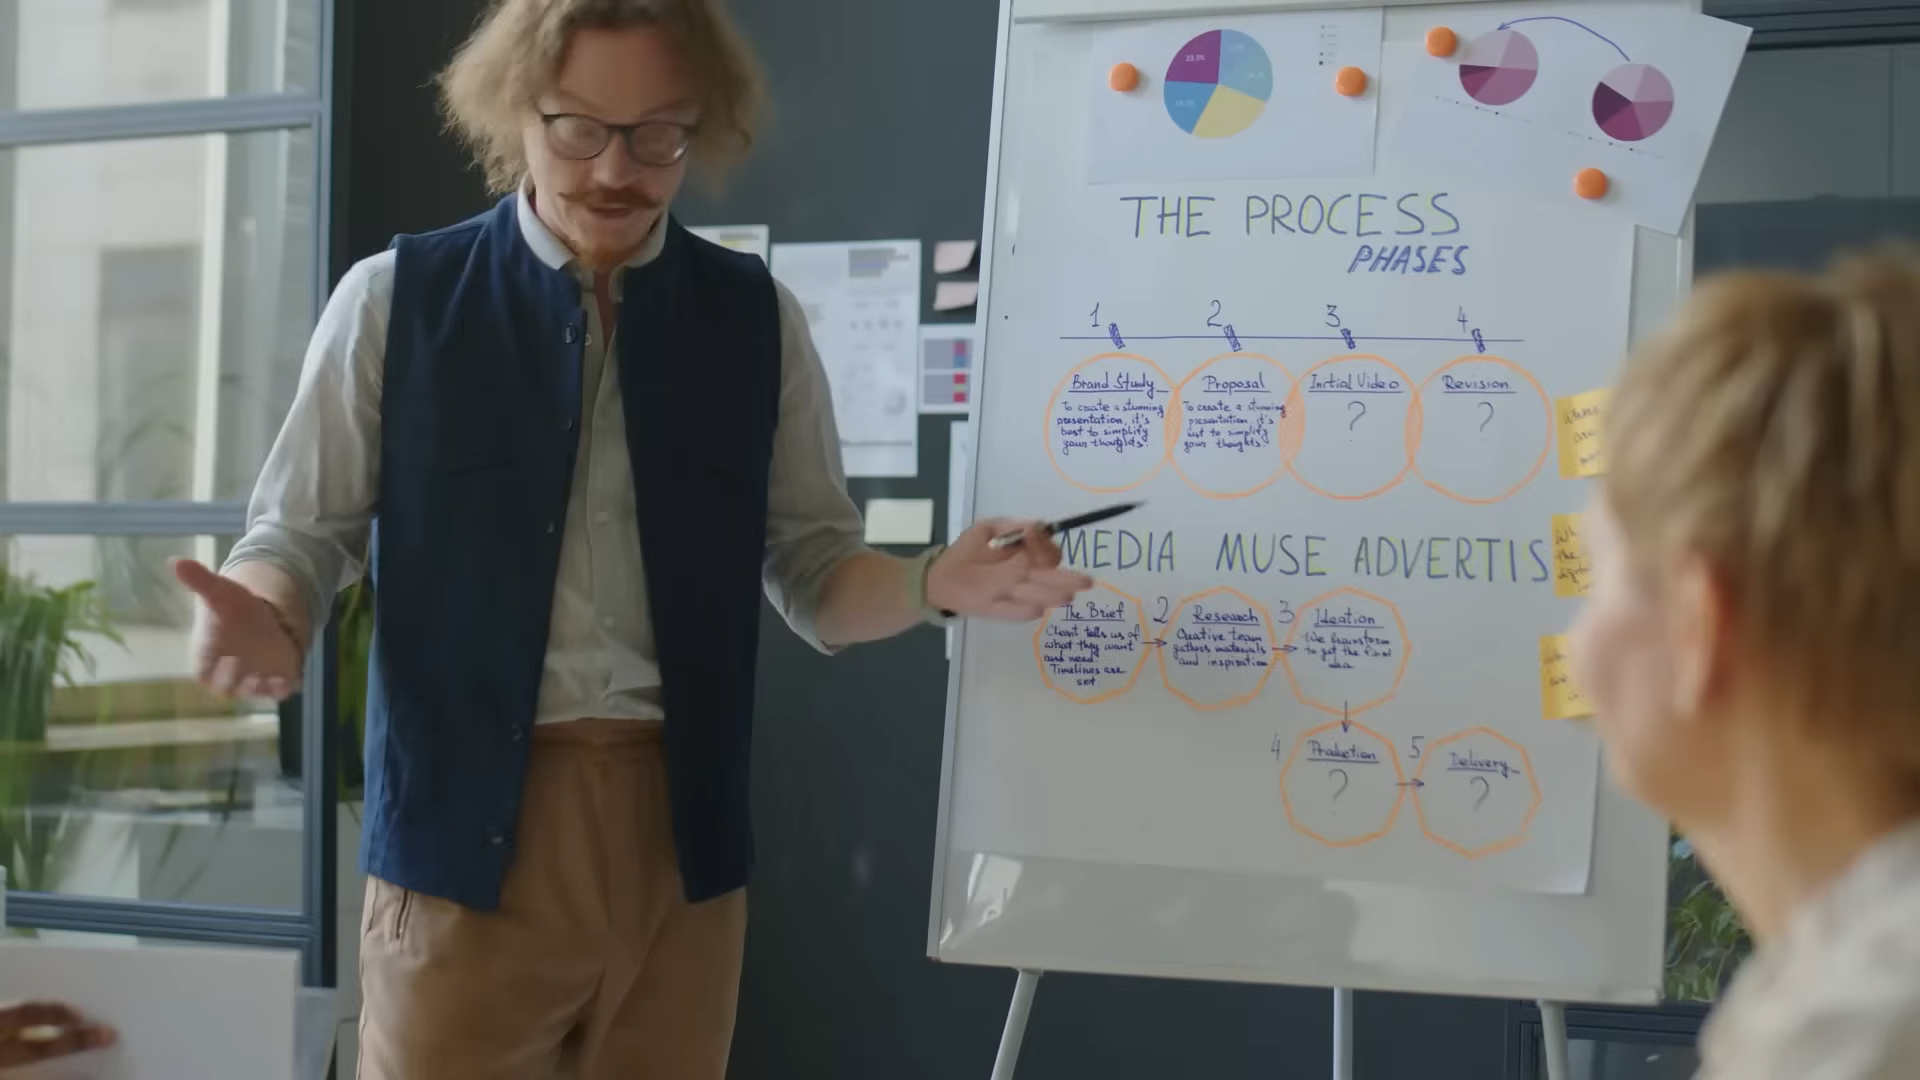 23.3%
THE PROCESS
PHASES
1 2 3 4
Brand Study
To create a stunning
presentation, it's
best to simplify
your thoughts.
Proposal
To create a stunning
presentation it's
best to simplify
your thoughts.
Initial Video
?
Revision
?
MEDIA MUSE ADVERTIS
The Brief
Client tells us of
what they want
and need.
Timelines are
set
2
Research
Creative team
gathers materials
and inspiration
3
Ideation
We brainstorm
to get the final
idea
4
Production
?
5
Delivery
?